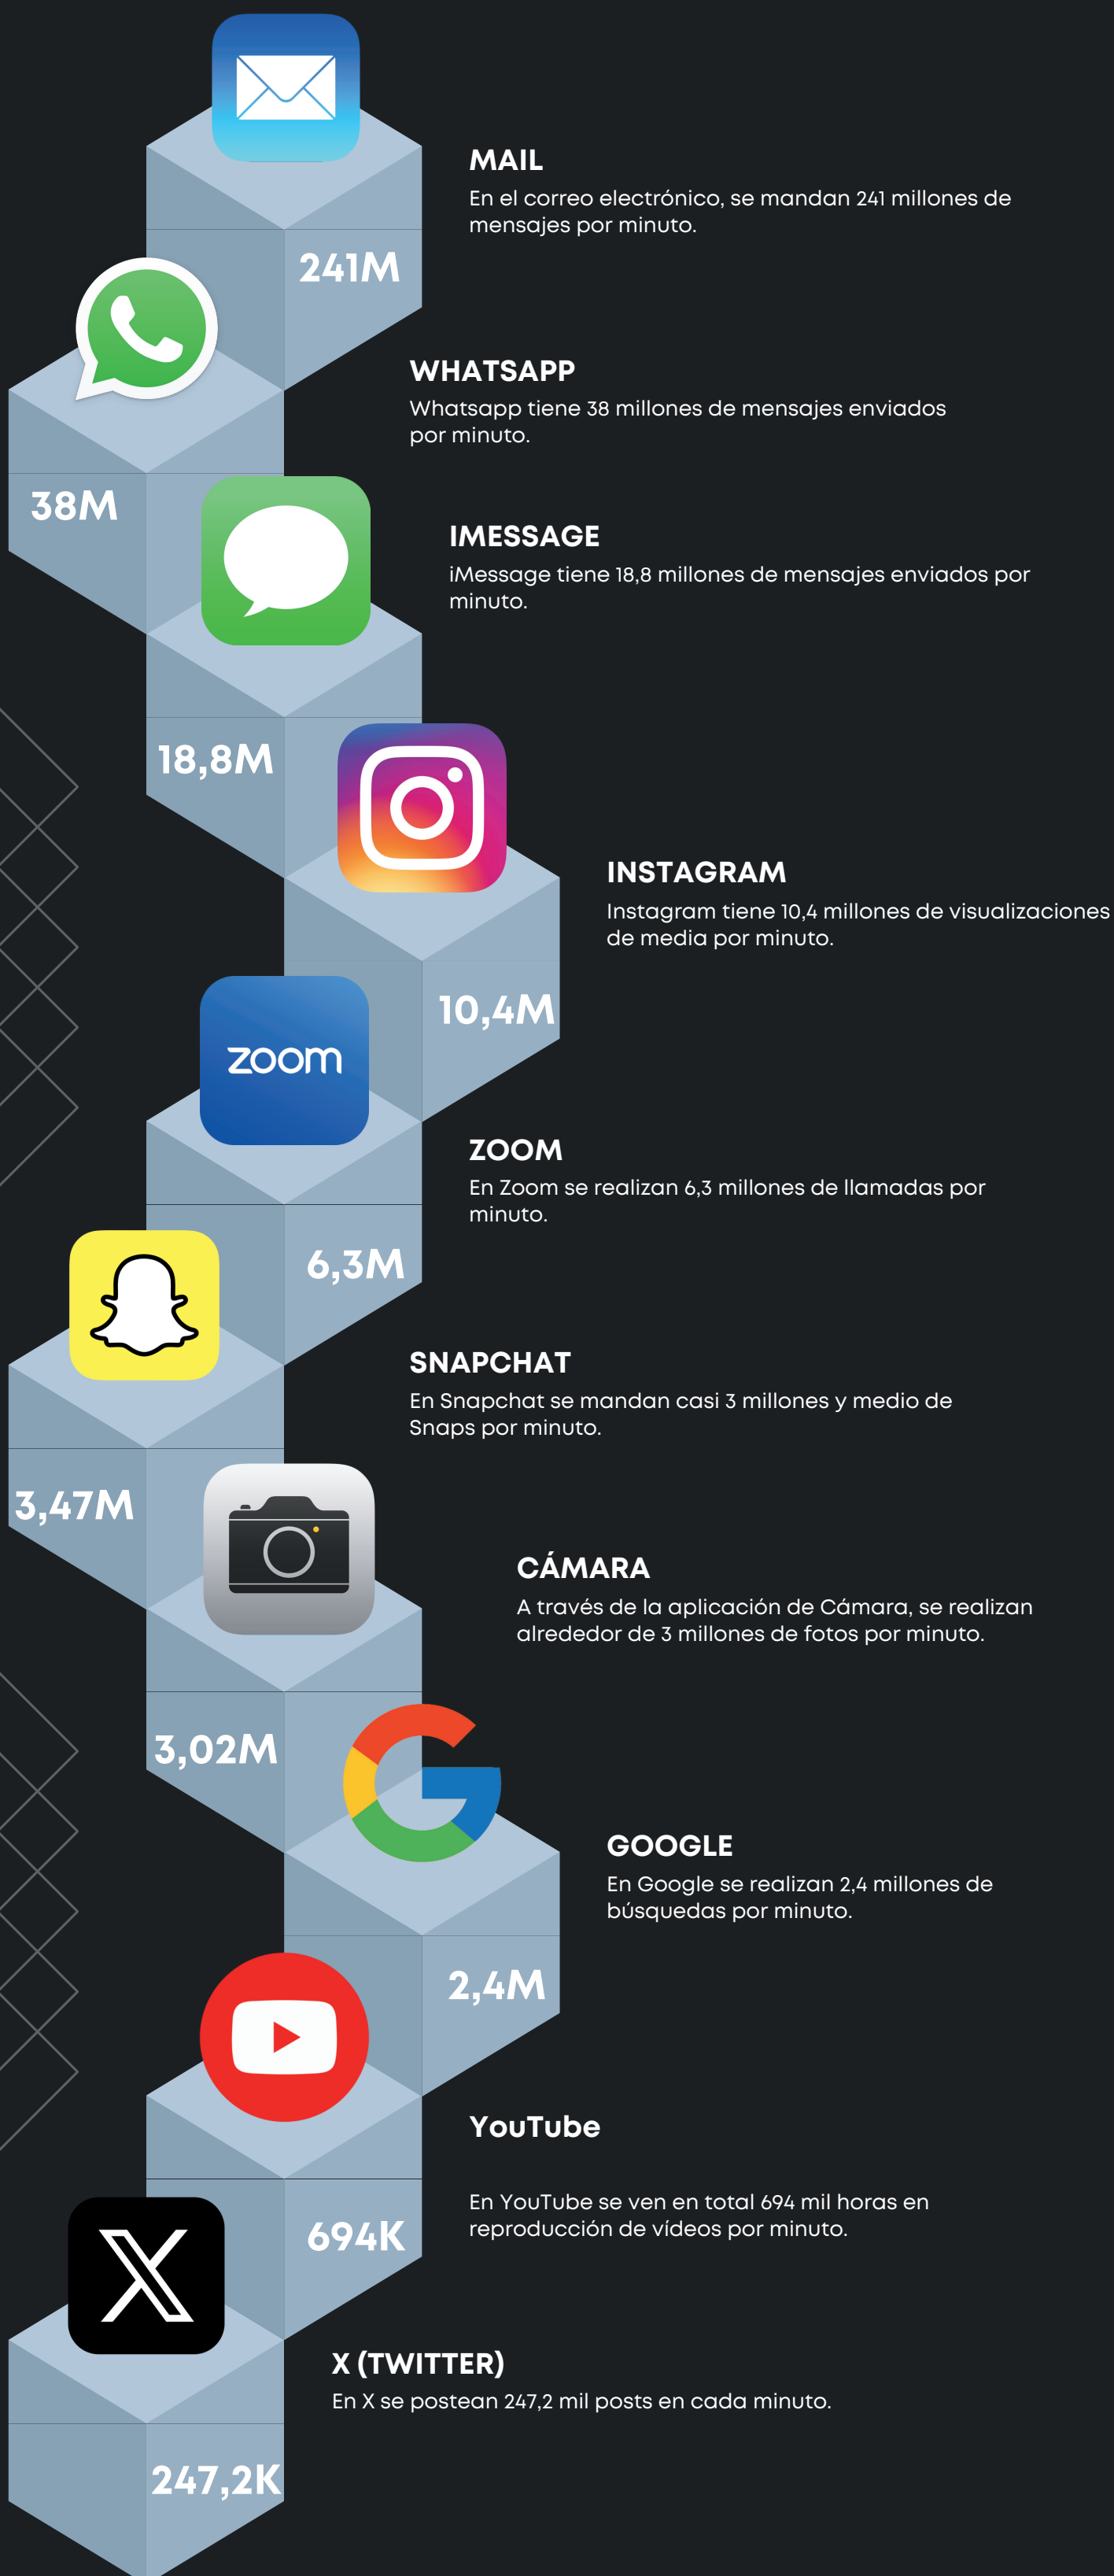 MAIL
En el correo electrónico, se mandan 241 millones de
mensajes por minuto.
241M
WHATSAPP
Whatsapp tiene 38 millones de mensajes enviados
por minuto.
38M
IMESSAGE
iMessage tiene 18,8 millones de mensajes enviados por
minuto.
18,8M
INSTAGRAM
Instagram tiene 10,4 millones de visualizaciones
de media por minuto.
10,4M
zoom
ZOOM
En Zoom se realizan 6,3 millones de llamadas por
minuto.
6,3M
SNAPCHAT
En Snapchat se mandan casi 3 millones y medio de
Snaps por minuto.
3,47M
CÁMARA
A través de la aplicación de Cámara, se realizan
alrededor de 3 millones de fotos por minuto.
3,02M
GOOGLE
En Google se realizan 2,4 millones de
búsquedas por minuto.
2,4M
YouTube
En YouTube se ven en total 694 mil horas en
reproducción de vídeos por minuto.
694K
X (TWITTER)
En X se postean 247,2 mil posts en cada minuto.
247,2K